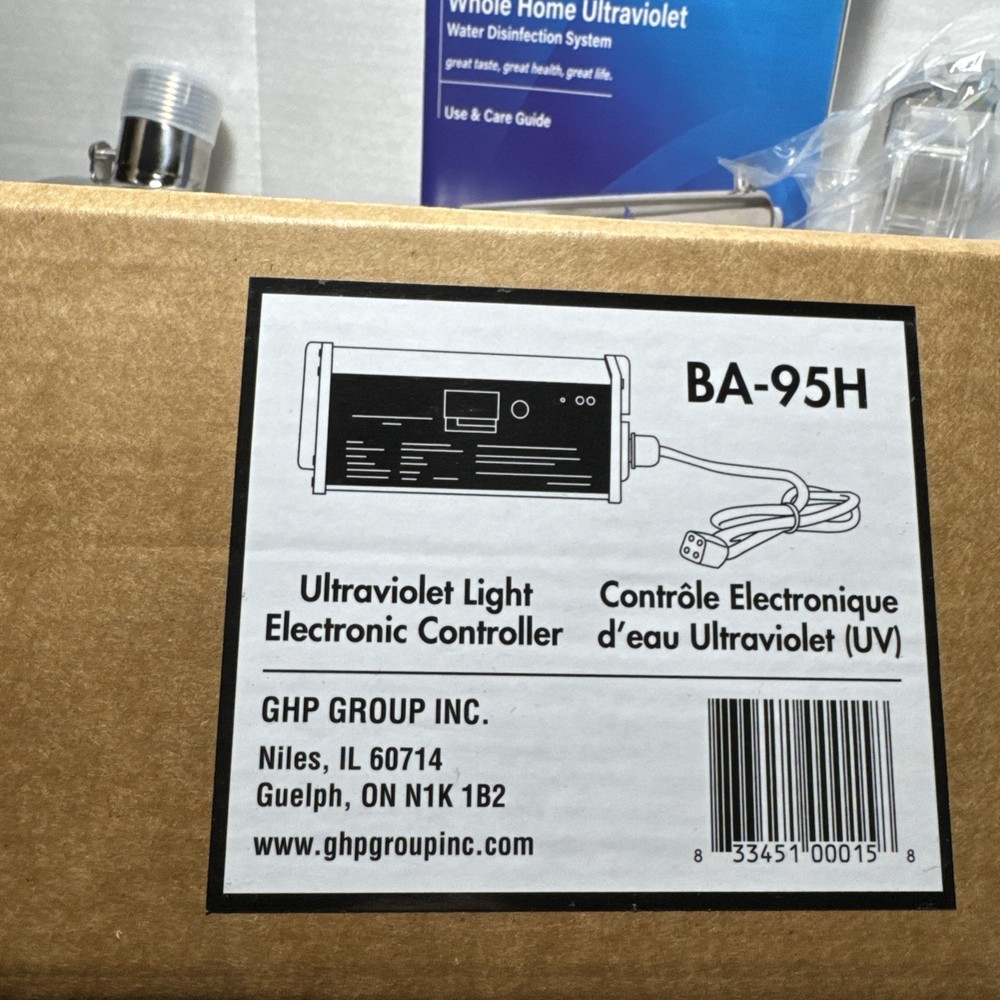 Whole Home Ultraviolet
Water Disinfection System
great taste, great health, great life.
Use & Care Guide
BA-95H
Ultraviolet Light
Electronic Controller
Contrôle Electronique
d'eau Ultraviolet (UV)
GHP GROUP INC.
Niles, IL 60714
Guelph, ON N1K 1B2
www.ghpgroupinc.com
8 33451 00015 8